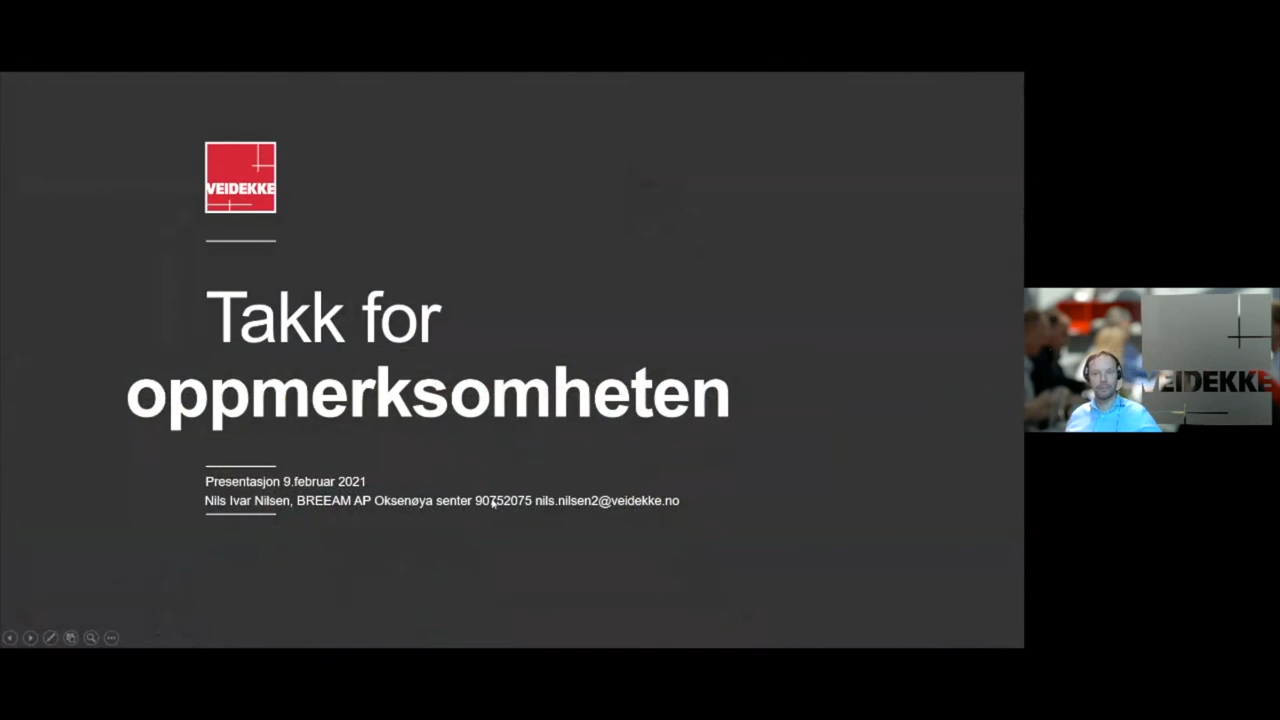 VEIDEKKE
Takk for
oppmerksomheten
Presentasjon 9.februar 2021
Nils Ivar Nilsen, BREEAM AP Oksenøya senter 90752075 nils.nilsen2@veidekke.no
VEIDEKKE